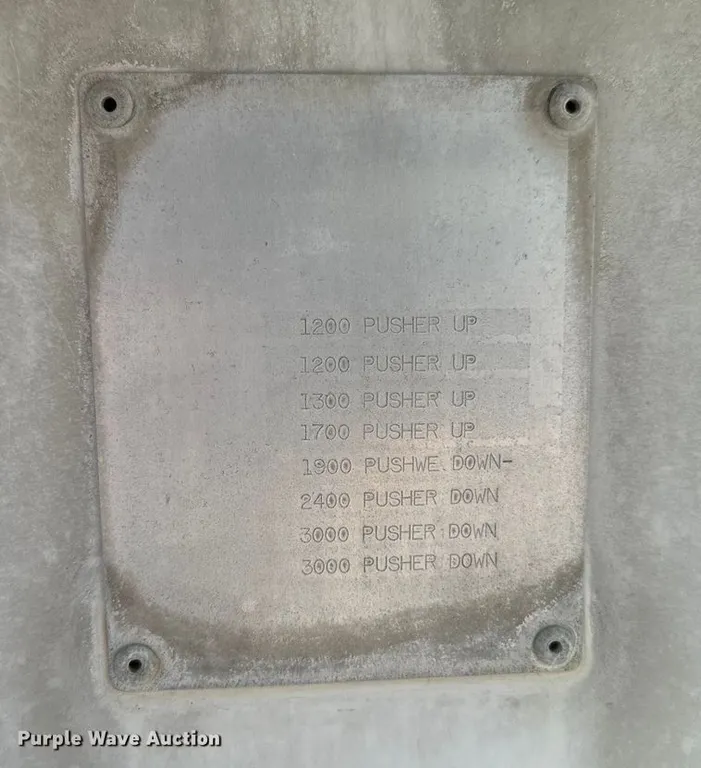 1200 PUSHER UP
1200 PUSHER UP
1300 PUSHER UP
1700 PUSHER UP
1900 PUSHWE DOWN-
2400 PUSHER DOWN
3000 PUSHER DOWN
3000 PUSHER DOWN
Purple Wave Auction